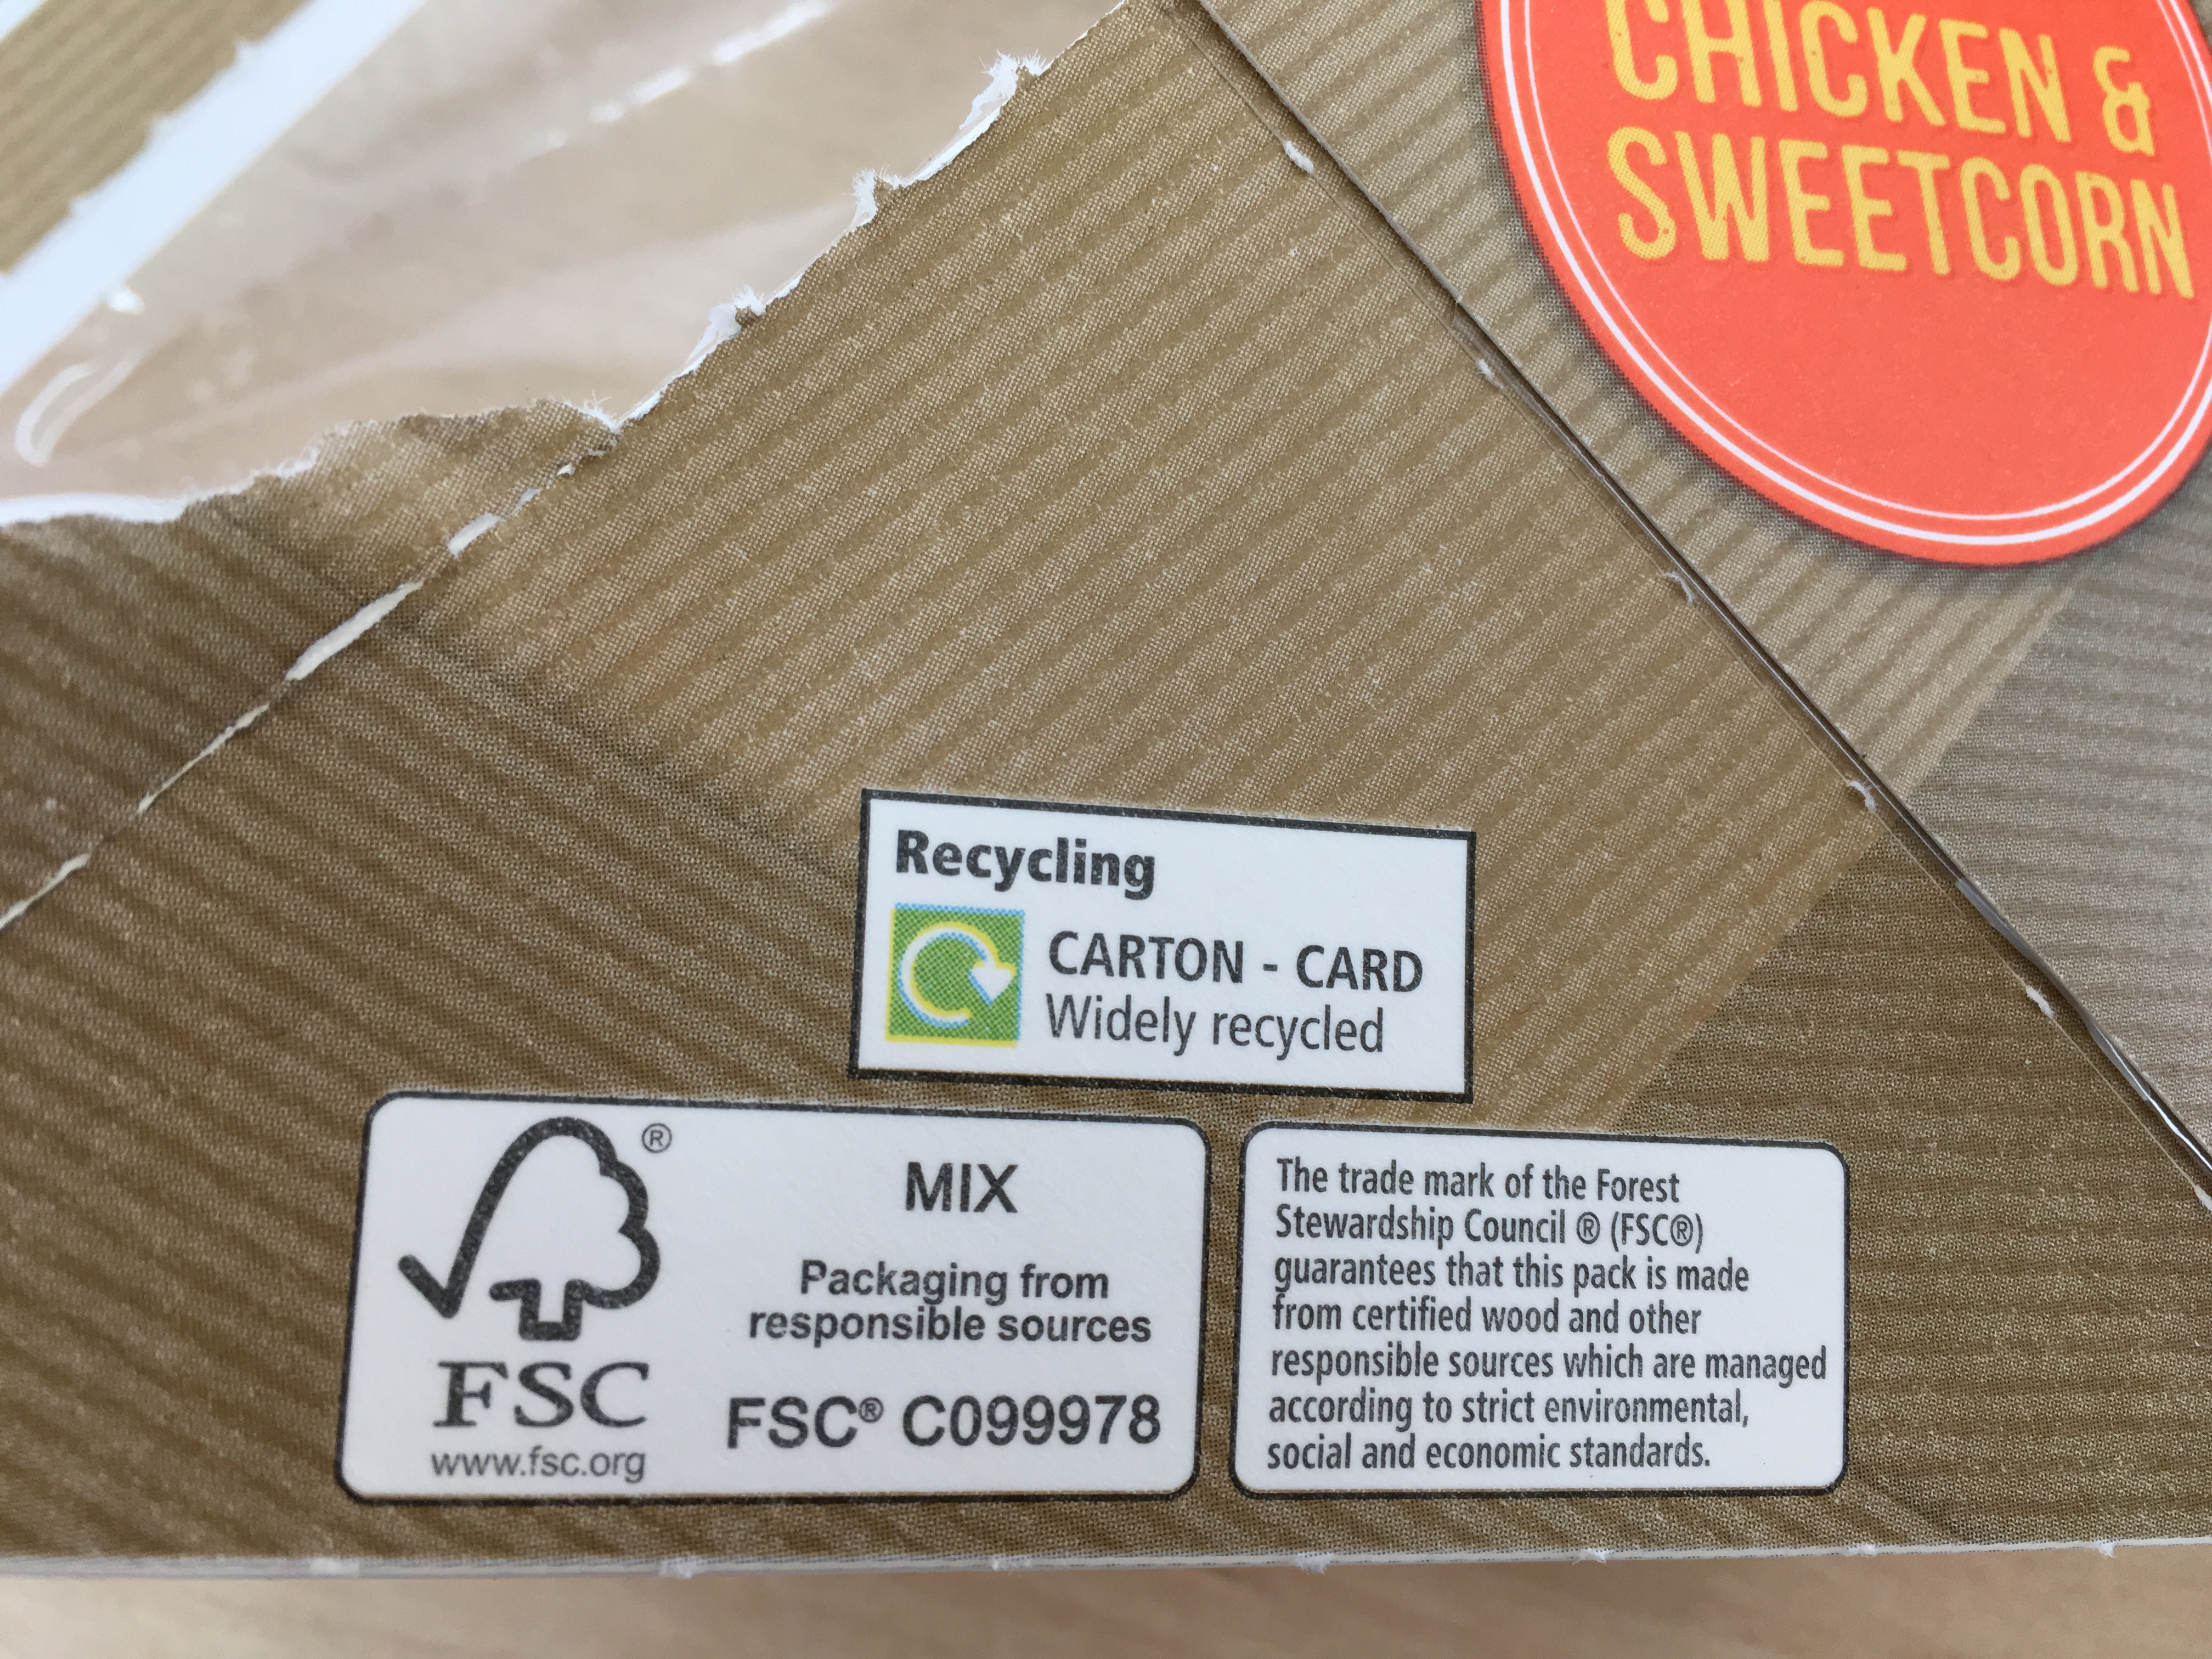 CHICKEN &
SWEETCORN
Recycling
CARTON - CARD
Widely recycled
®
MIX
Packaging from
responsible sources
FSC
FSC® C099978
www.fsc.org
The trade mark of the Forest
Stewardship Council ® (FSC®)
guarantees that this pack is made
from certified wood and other
responsible sources which are managed
according to strict environmental,
social and economic standards.